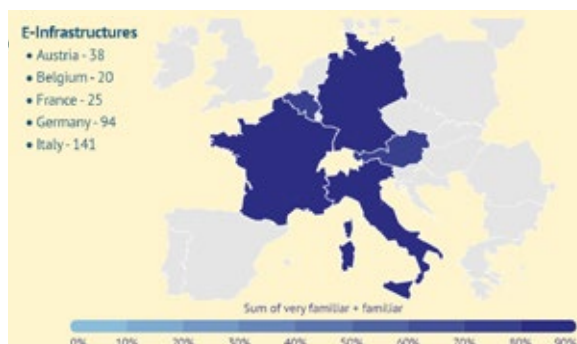 E-Infrastructures
• Austria - 38
• Belgium - 20
• France - 25
• Germany - 94
• Italy - 141
Sum of very familiar + familiar
0% 10% 20% 30% 40% 50% 60% 70% 80% 90%